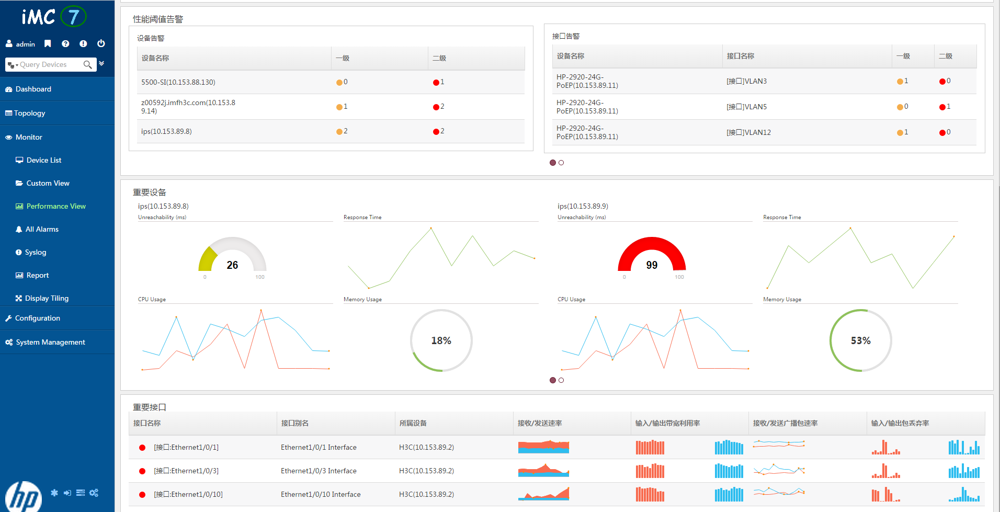 iMC 7
admin
Query Devices
Dashboard
Topology
Monitor
Device List
Custom View
Performance View
All Alarms
Syslog
Report
Display Tiling
Configuration
System Management
hp
性能阈值告警
设备告警
设备名称 一级 二级
5500-SI(10.153.88.130) 0 1
z00592j.imfh3c.com(10.153.8
9.14) 1 2
ips(10.153.89.8) 2 2
接口告警
设备名称 接口名称 一级 二级
HP-2920-24G-
PoEP(10.153.89.11) [接口]VLAN3 1 0
HP-2920-24G-
PoEP(10.153.89.11) [接口]VLAN5 0 1
HP-2920-24G-
PoEP(10.153.89.11) [接口]VLAN12 1 0
重要设备
ips(10.153.89.8)
Unreachability (ms) Response Time
26
0 100
CPU Usage Memory Usage
18%
ips(10.153.89.9)
Unreachability (ms) Response Time
99
0 100
CPU Usage Memory Usage
53%
重要接口
接口名称 接口别名 所属设备 接收/发送速率 输入/输出带宽利用率 接收/发送广播包速率 输入/输出包丢弃率
[接口:Ethernet1/0/1] Ethernet1/0/1 Interface H3C(10.153.89.2)
[接口:Ethernet1/0/3] Ethernet1/0/3 Interface H3C(10.153.89.2)
[接口:Ethernet1/0/10] Ethernet1/0/10 Interface H3C(10.153.89.2)